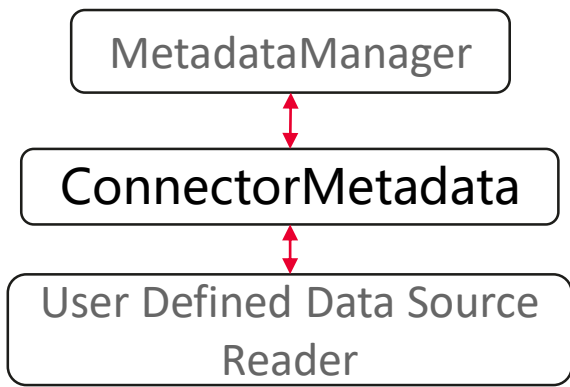 MetadataManager
ConnectorMetadata
User Defined Data Source
Reader